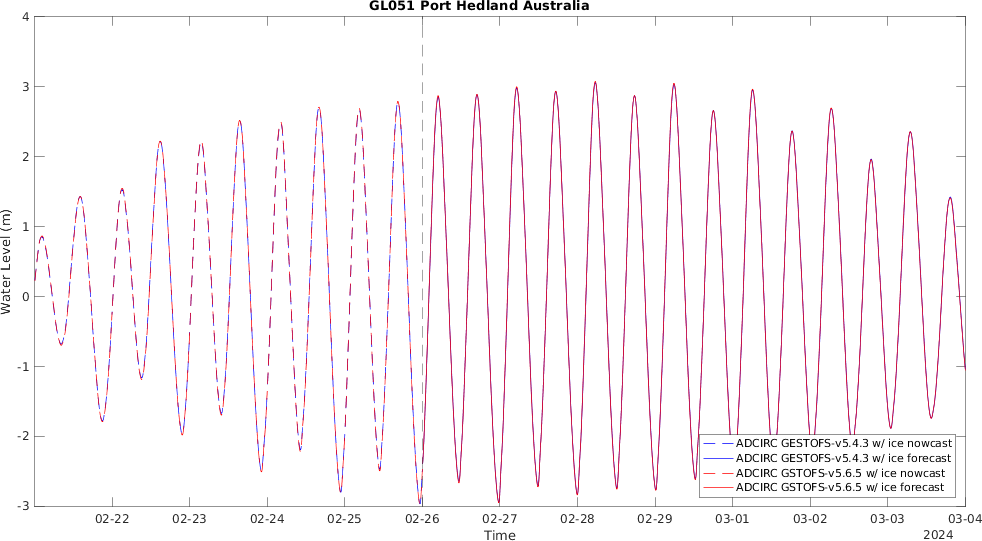 GL051 Port Hedland Australia
4
3
2
1
0
-1
-2
-3
Water Level (m)
ADCIRC GESTOFS-v5.4.3 w/ ice nowcast
ADCIRC GESTOFS-v5.4.3 w/ ice forecast
ADCIRC GSTOFS-v5.6.5 w/ ice nowcast
ADCIRC GSTOFS-v5.6.5 w/ ice forecast
02-22 02-23 02-24 02-25 02-26 02-27 02-28 02-29 03-01 03-02 03-03 03-04
Time
2024